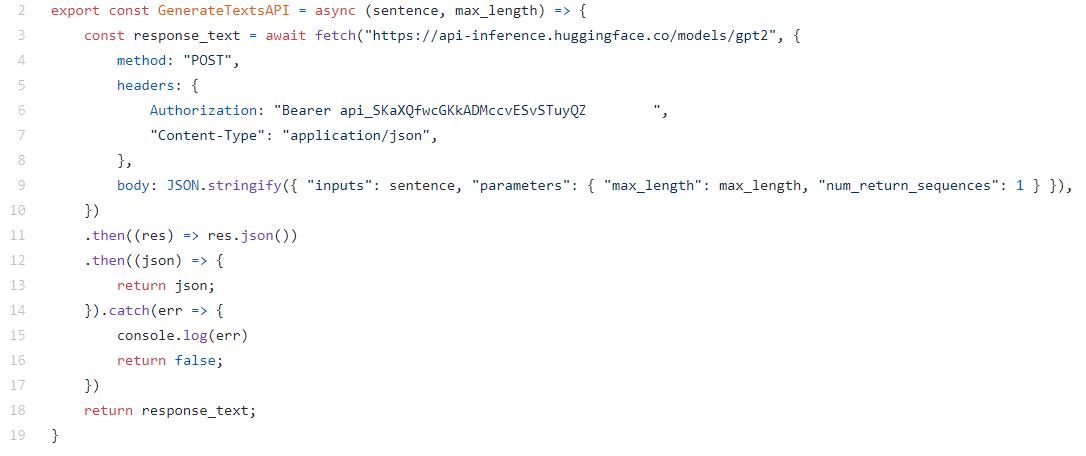 2 export const GenerateTextsAPI = async (sentence, max_length) => {
3 const response_text = await fetch("https://api-inference.huggingface.co/models/gpt2", {
4 method: "POST",
5 headers: {
6 Authorization: "Bearer api_SKaXQfwcGKkADMccvESvSTuyQZ ",
7 "Content-Type": "application/json",
8 },
9 body: JSON.stringify({ "inputs": sentence, "parameters": { "max_length": max_length, "num_return_sequences": 1 } }),
10 })
11 .then((res) => res.json())
12 .then((json) => {
13 return json;
14 }).catch(err => {
15 console.log(err)
16 return false;
17 })
18 return response_text;
19 }